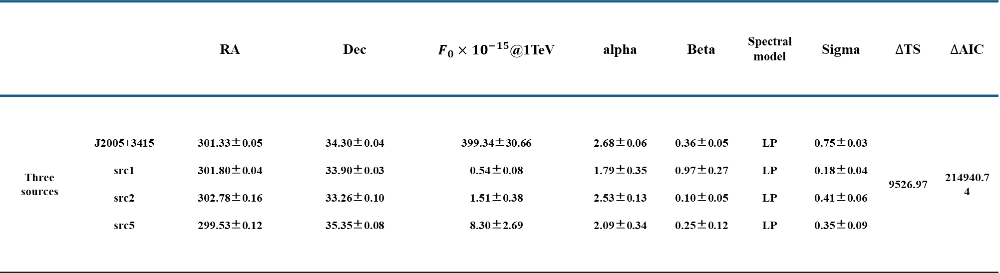 RA Dec F₀ × 10⁻¹⁵@1TeV alpha Beta Spectral model Sigma ΔTS ΔAIC
Three sources
J2005+3415 301.33±0.05 34.30±0.04 399.34±30.66 2.68±0.06 0.36±0.05 LP 0.75±0.03
src1 301.80±0.04 33.90±0.03 0.54±0.08 1.79±0.35 0.97±0.27 LP 0.18±0.04
src2 302.78±0.16 33.26±0.10 1.51±0.38 2.53±0.13 0.10±0.05 LP 0.41±0.06
src5 299.53±0.12 35.35±0.08 8.30±2.69 2.09±0.34 0.25±0.12 LP 0.35±0.09
9526.97
214940.7
4